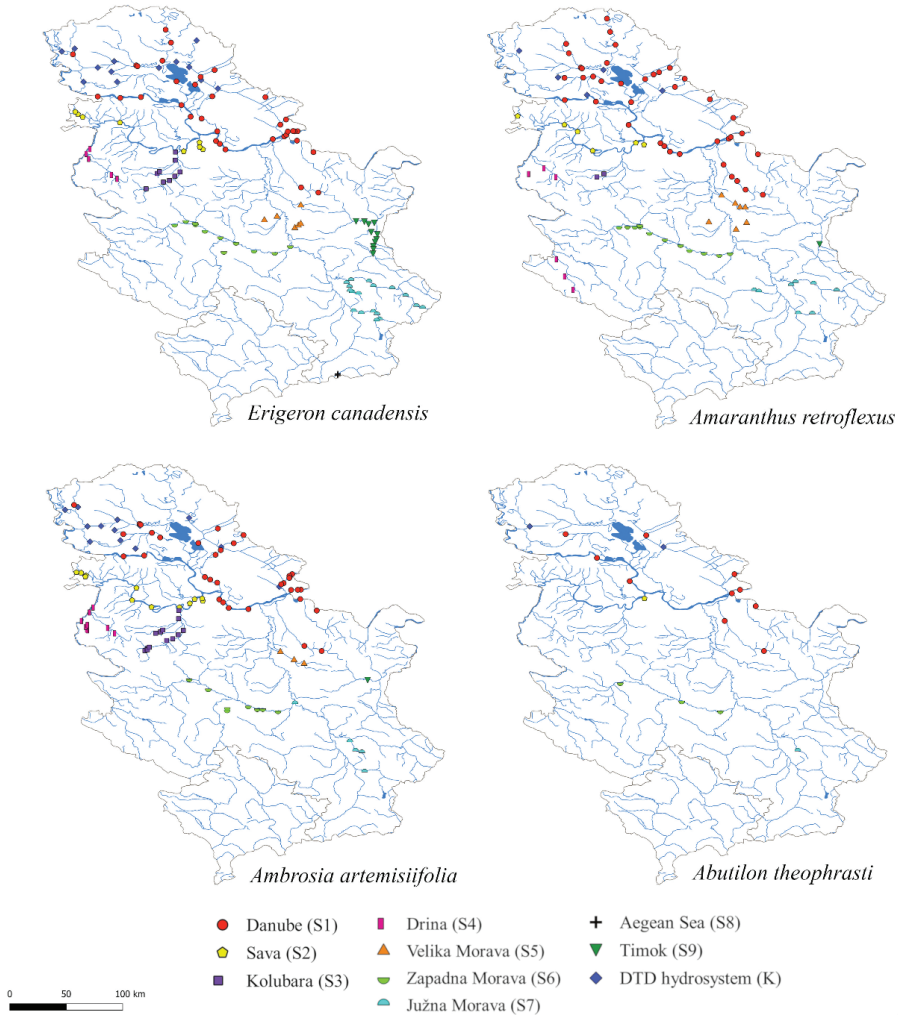 Erigeron canadensis
Amaranthus retroflexus
Ambrosia artemisiifolia
Abutilon theophrasti
Danube (S1)
Sava (S2)
Kolubara (S3)
Drina (S4)
Velika Morava (S5)
Zapadna Morava (S6)
Južna Morava (S7)
Aegean Sea (S8)
Timok (S9)
DTD hydrosystem (K)
0 50 100 km